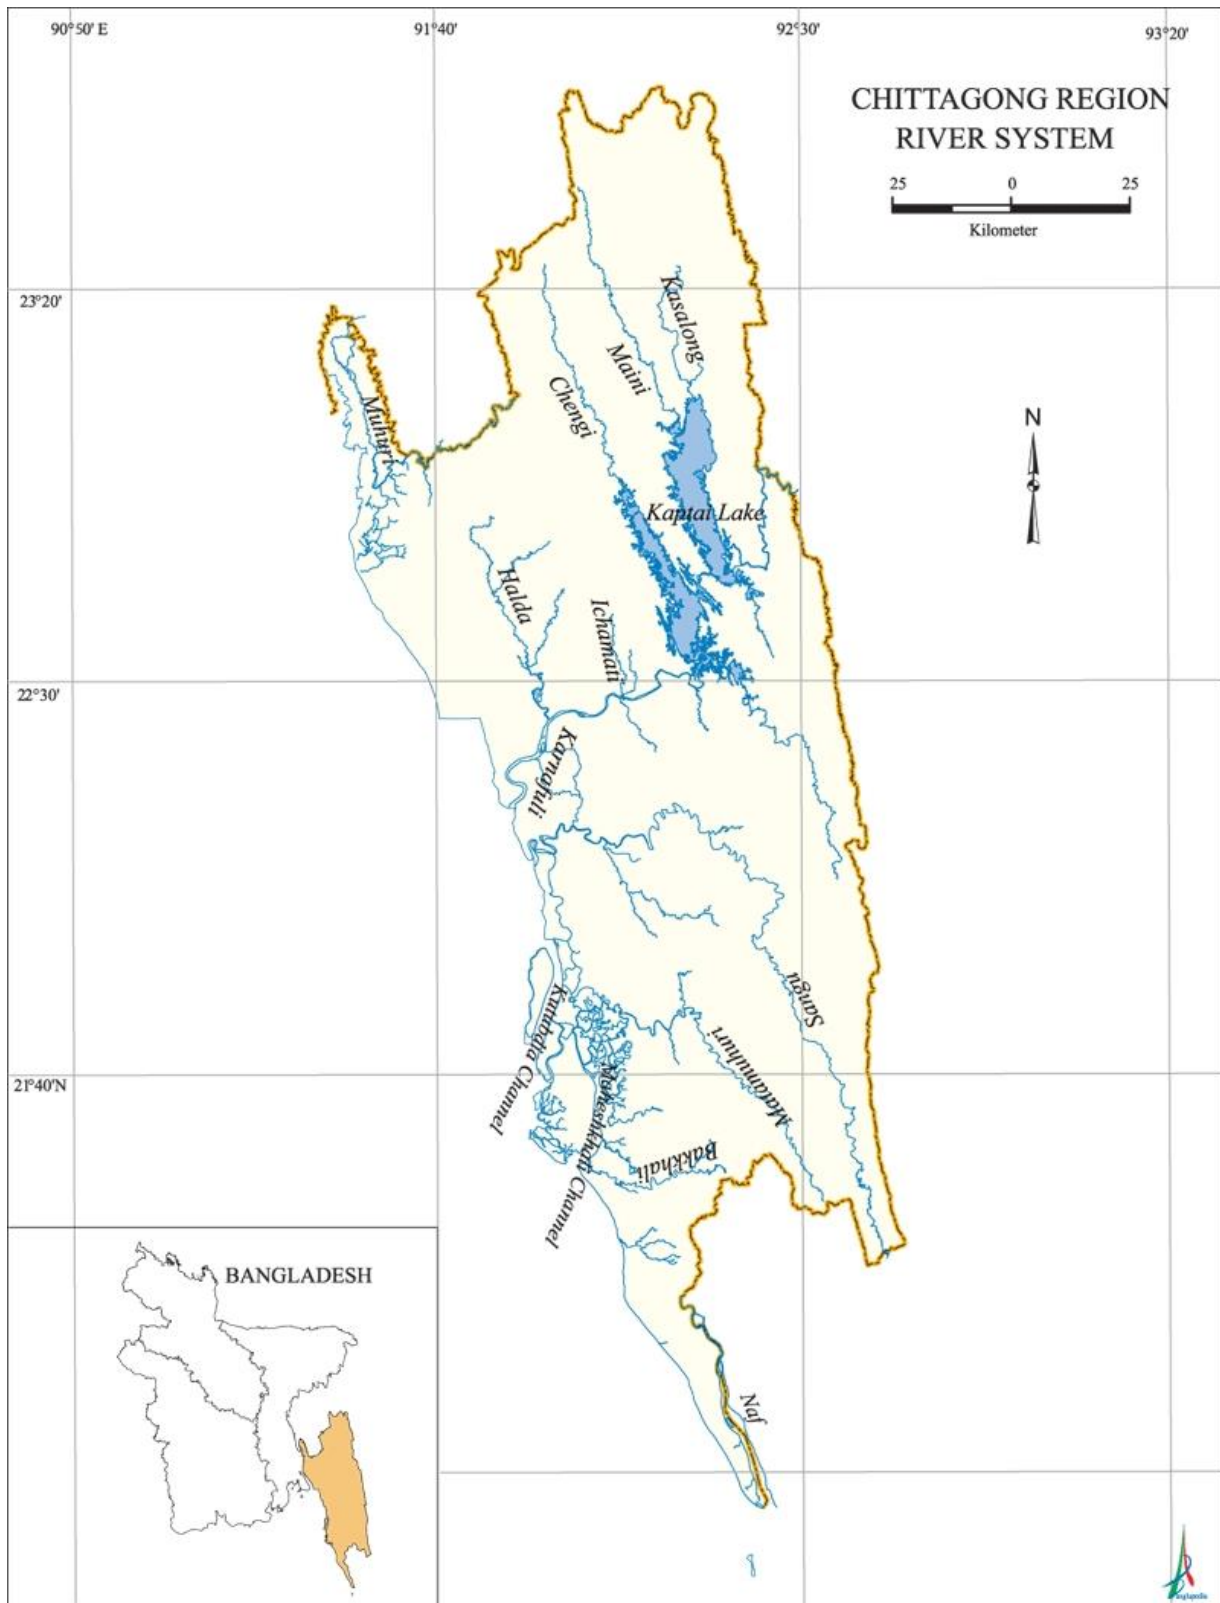 90°50' E
91°40'
92°30'
93°20'
CHITTAGONG REGION
RIVER SYSTEM
25 0 25
Kilometer
23°20'
Kasalong
Maini
Chengi
Muhuri
N
Kaptai Lake
Halda
Ichamati
22°30'
Karnafuli
Sangu
Kutubdia Channel
Matamuhuri
21°40'N
Maheshkhali Channel
Bakkhali
BANGLADESH
Naf
Banglapedia